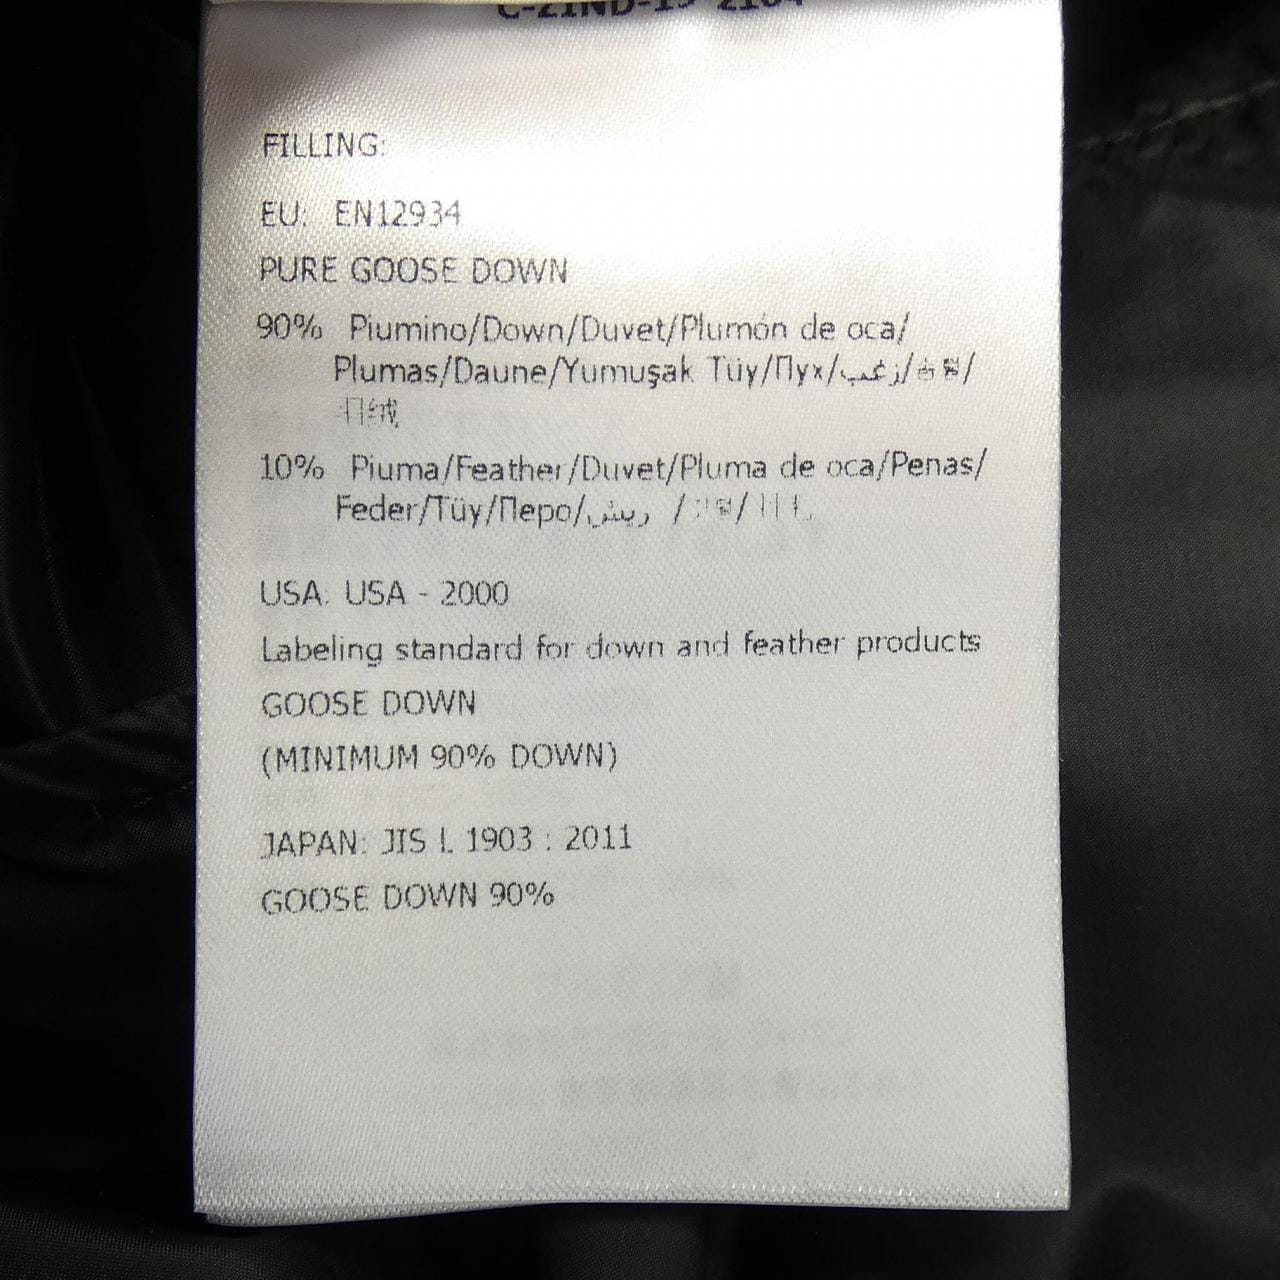 FILLING:
EU: EN12934
PURE GOOSE DOWN
90% Piumino/Down/Duvet/Plumón de oca/
Plumas/Daune/Yumuşak Tüy/Пух/زغب/
绒
10% Piuma/Feather/Duvet/Pluma de oca/Penas/
Feder/Tüy/Перо/ريش /
USA: USA - 2000
Labeling standard for down and feather products
GOOSE DOWN
(MINIMUM 90% DOWN)
JAPAN: JIS L 1903 : 2011
GOOSE DOWN 90%